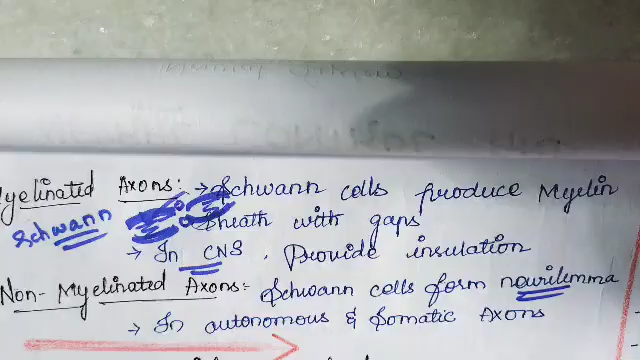 Myelinated Axons: → Schwann cells produce Myelin
Schwann Sheath with gaps
→ In CNS. Provide insulation
Non-Myelinated Axons:- Schwann cells form neurilemma
→ In autonomous & Somatic Axons